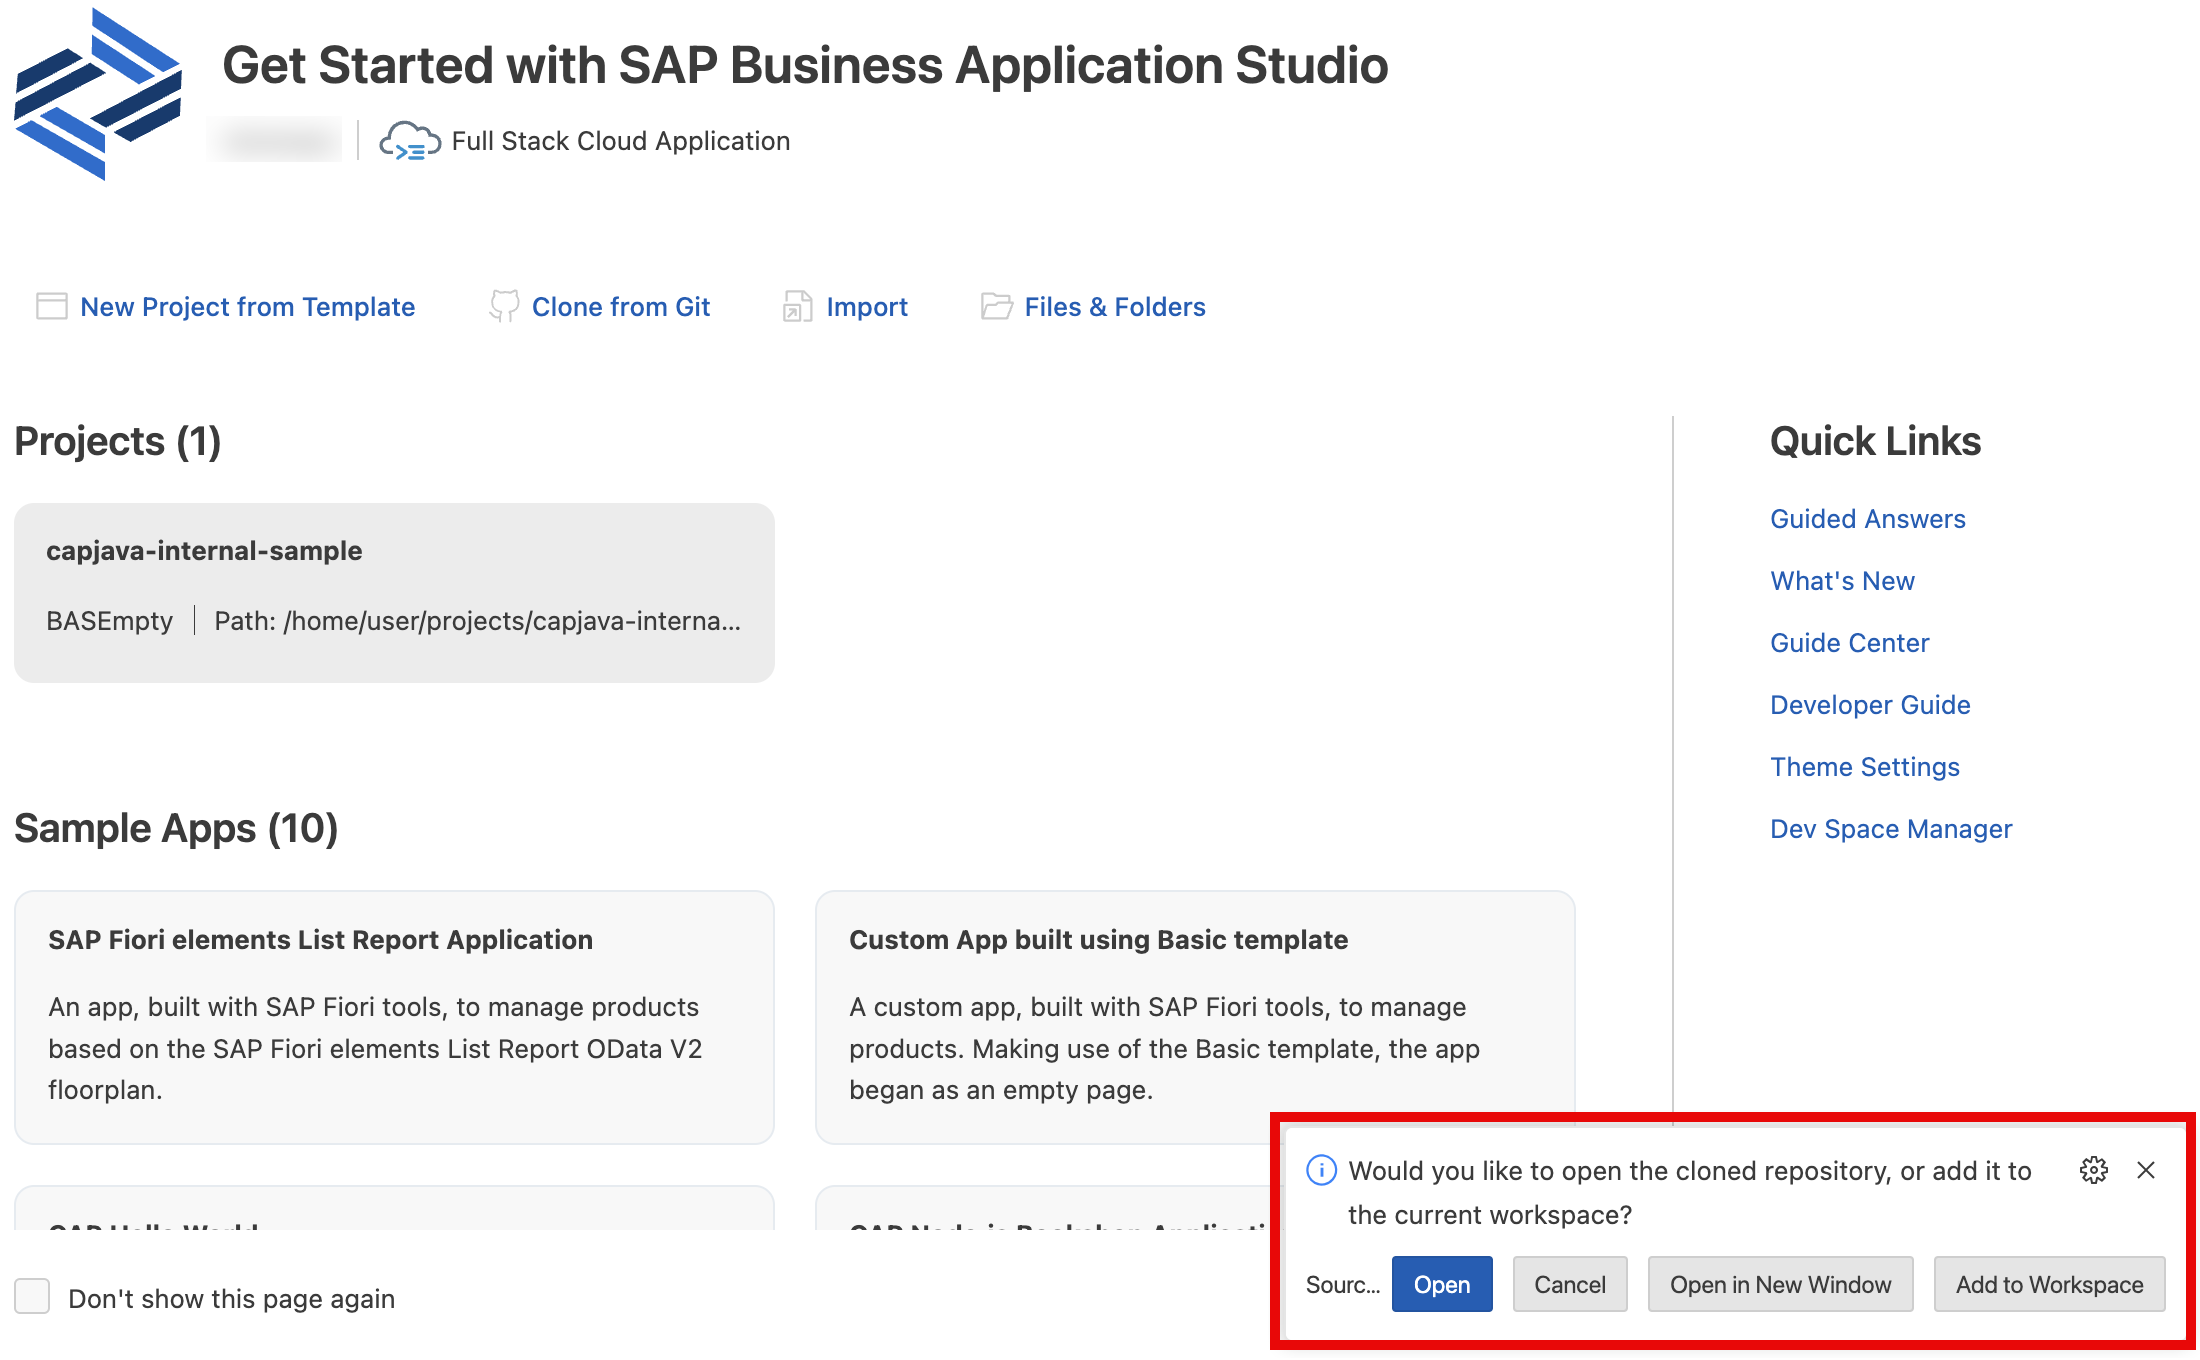 Get Started with SAP Business Application Studio
Full Stack Cloud Application
New Project from Template
Clone from Git
Import
Files & Folders
Projects (1)
capjava-internal-sample
BASEmpty
Path: /home/user/projects/capjava-interna...
Sample Apps (10)
SAP Fiori elements List Report Application
An app, built with SAP Fiori tools, to manage products
based on the SAP Fiori elements List Report OData V2
floorplan.
Custom App built using Basic template
A custom app, built with SAP Fiori tools, to manage
products. Making use of the Basic template, the app
began as an empty page.
CAP Hello World
CAP Node.js Bookshop
Don't show this page again
Quick Links
Guided Answers
What's New
Guide Center
Developer Guide
Theme Settings
Dev Space Manager
Would you like to open the cloned repository, or add it to
the current workspace?
Sourc...
Open
Cancel
Open in New Window
Add to Workspace